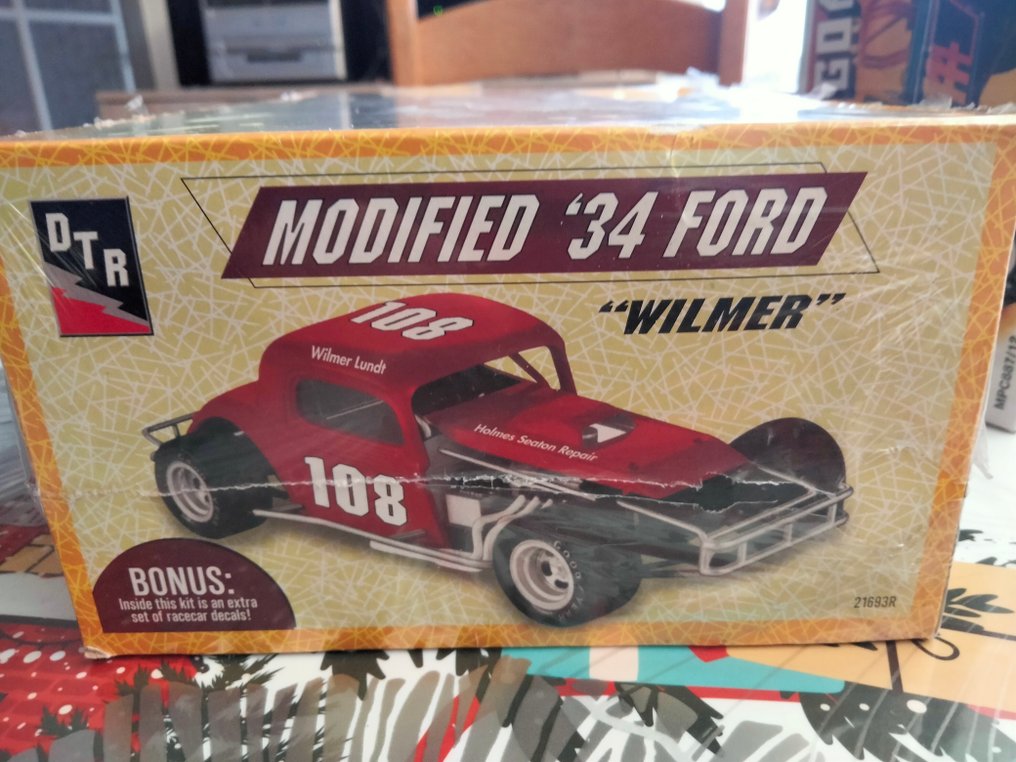 DTR
MODIFIED '34 FORD
"WILMER"
108
Wilmer Lundt
Holmes Seaton Repair
108
GOODYEAR
BONUS:
Inside this kit is an extra
set of racecar decals!
21693R